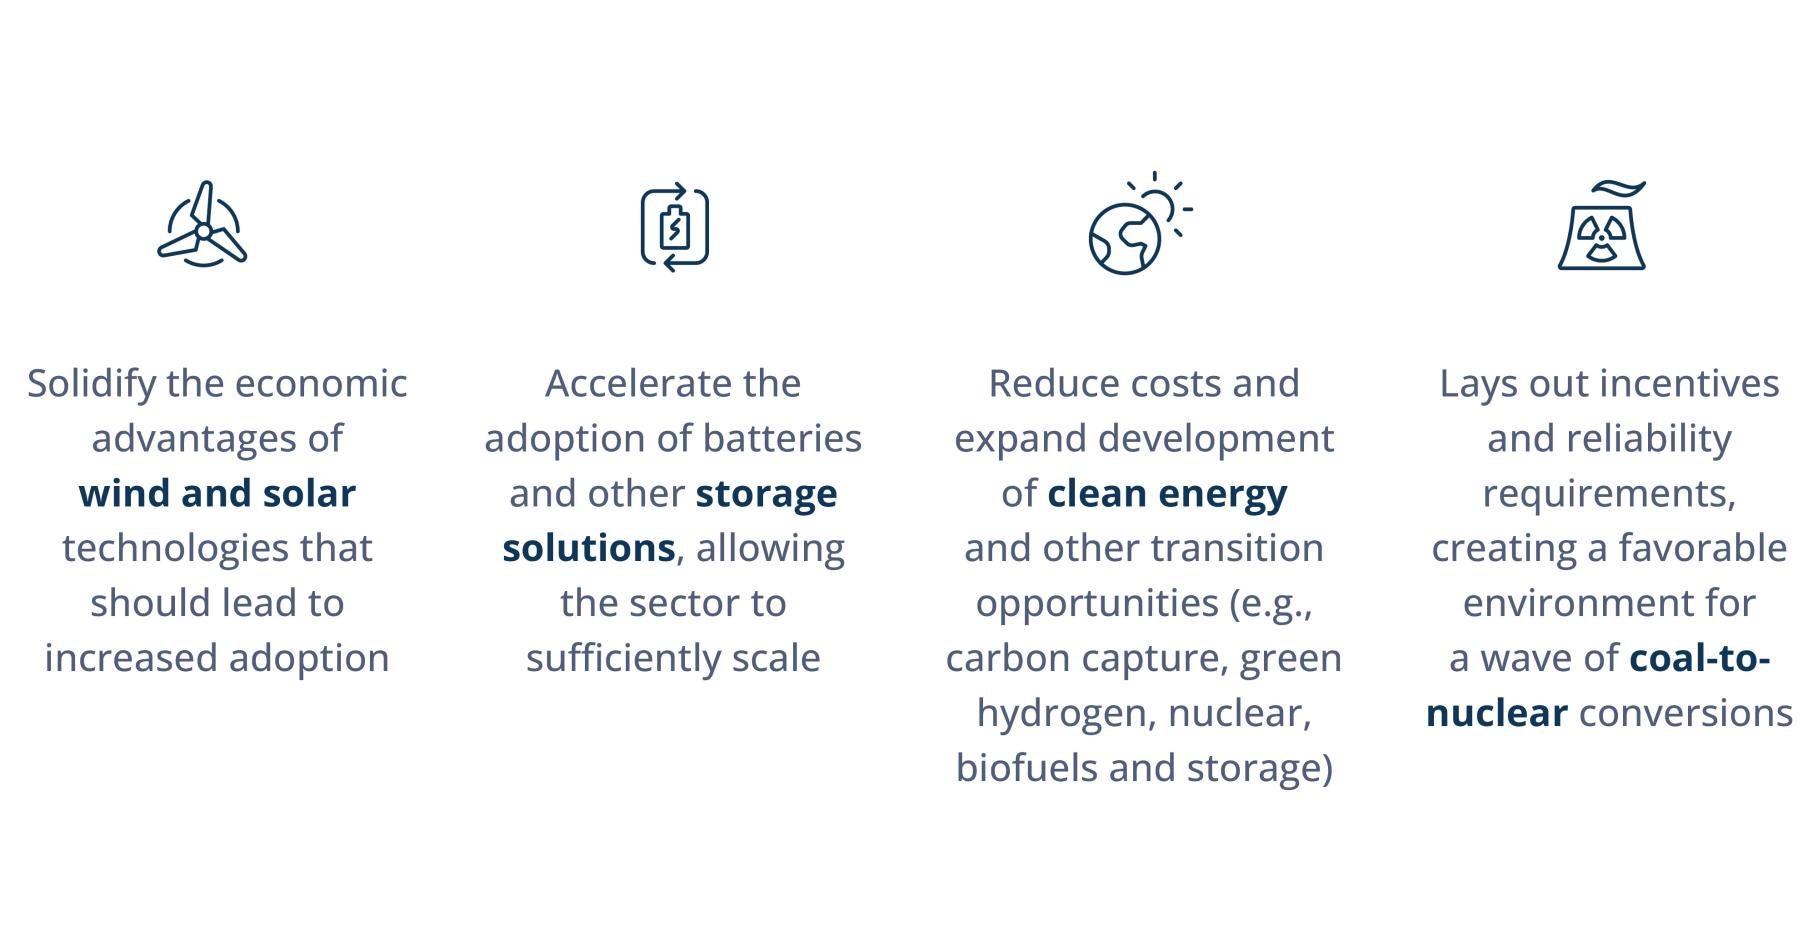 Solidify the economic
advantages of
wind and solar
technologies that
should lead to
increased adoption
Accelerate the
adoption of batteries
and other storage
solutions, allowing
the sector to
sufficiently scale
Reduce costs and
expand development
of clean energy
and other transition
opportunities (e.g.,
carbon capture, green
hydrogen, nuclear,
biofuels and storage)
Lays out incentives
and reliability
requirements,
creating a favorable
environment for
a wave of coal-to-
nuclear conversions